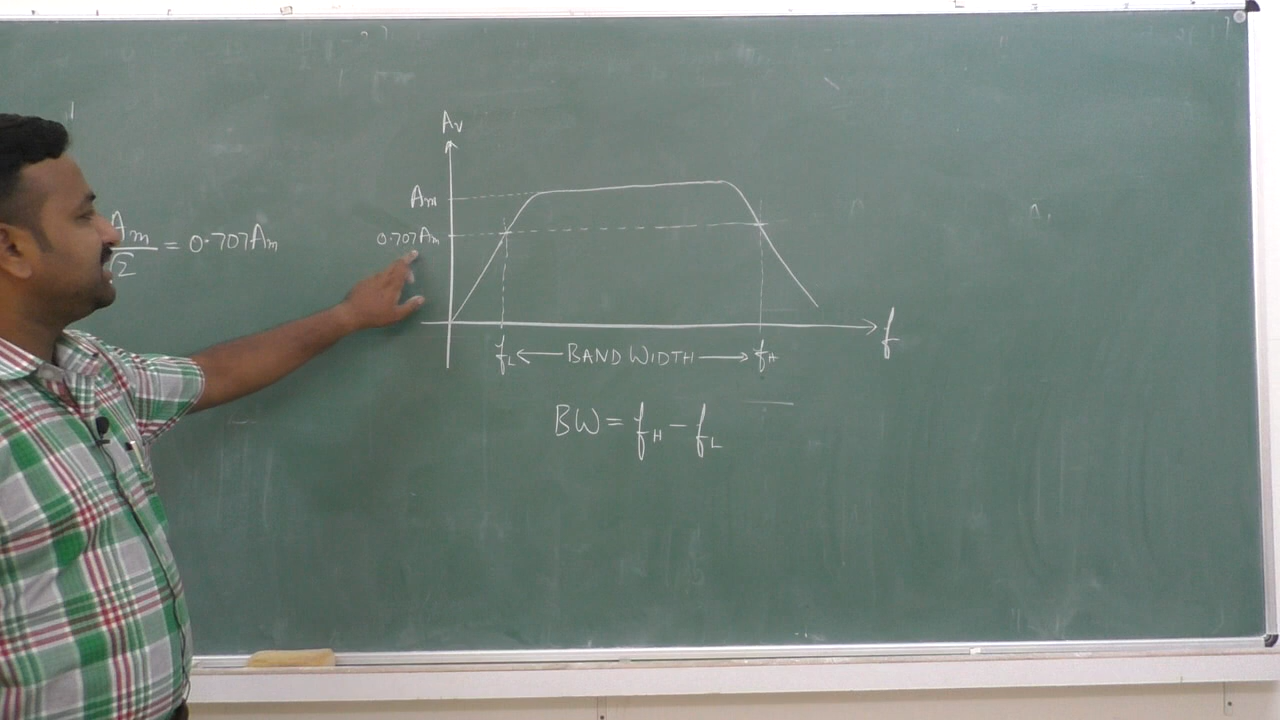 Av
Am
Am/√2 = 0.707Am
0.707Am
f
fL ← BAND WIDTH → fH
BW = fH - fL